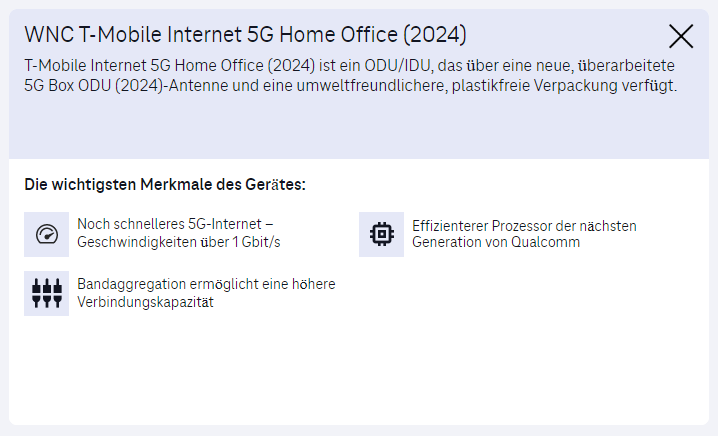 WNC T-Mobile Internet 5G Home Office (2024)
T-Mobile Internet 5G Home Office (2024) ist ein ODU/IDU, das über eine neue, überarbeitete
5G Box ODU (2024)-Antenne und eine umweltfreundlichere, plastikfreie Verpackung verfügt.
Die wichtigsten Merkmale des Gerätes:
Noch schnelleres 5G-Internet –
Geschwindigkeiten über 1 Gbit/s
Effizienterer Prozessor der nächsten
Generation von Qualcomm
Bandaggregation ermöglicht eine höhere
Verbindungskapazität